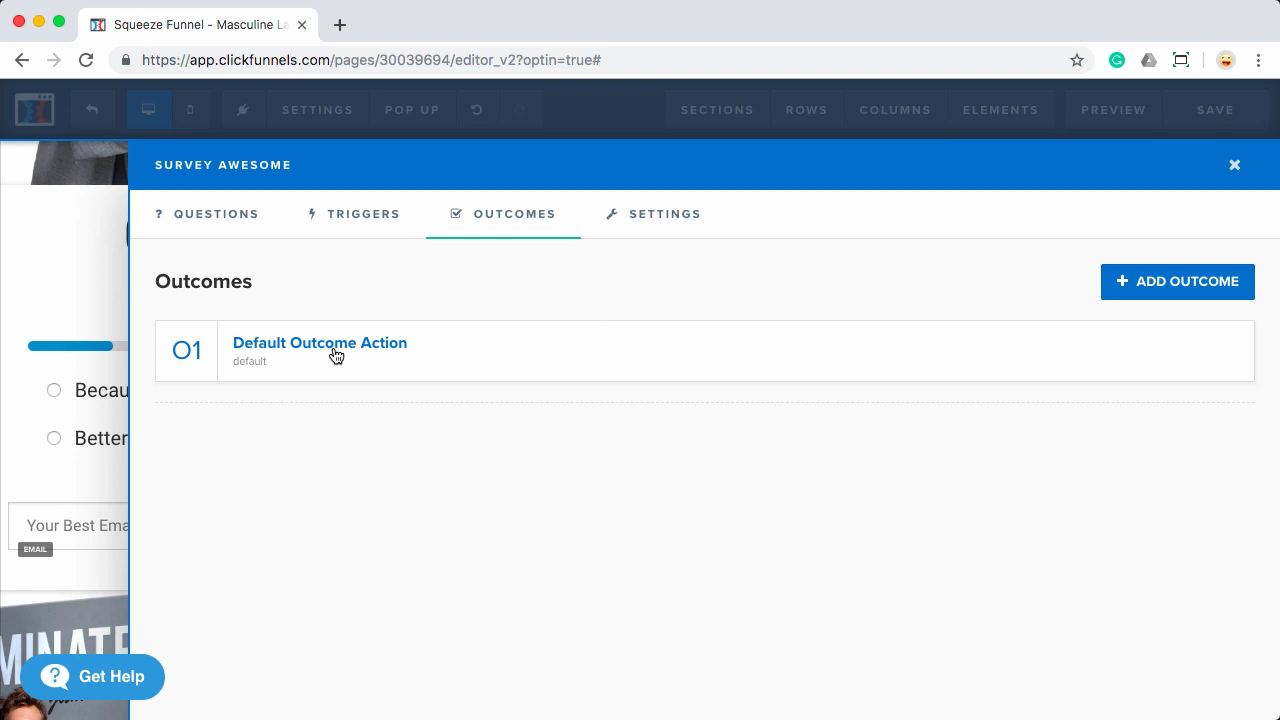 Squeeze Funnel - Masculine La
https://app.clickfunnels.com/pages/30039694/editor_v2?optin=true#
SETTINGS
POP UP
SECTIONS
ROWS
COLUMNS
ELEMENTS
PREVIEW
SAVE
SURVEY AWESOME
QUESTIONS
TRIGGERS
OUTCOMES
SETTINGS
Outcomes
+ ADD OUTCOME
O1
Default Outcome Action
default
Becau
Better
Your Best Ema
EMAIL
MINATE
Get Help